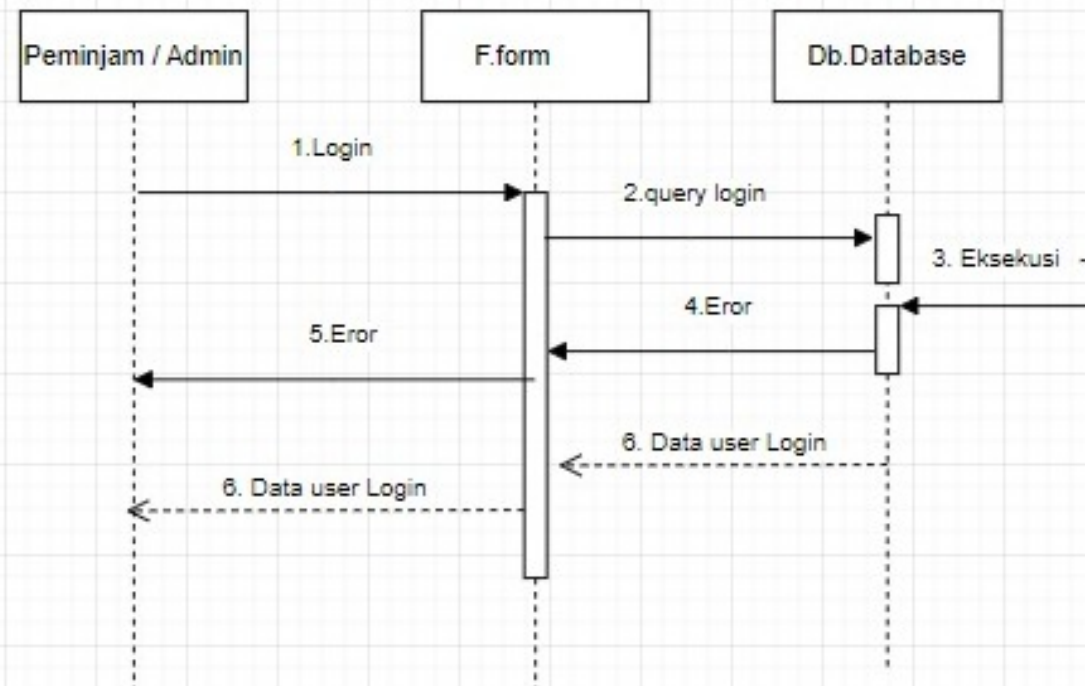 Peminjam / Admin
F.form
Db.Database
1.Login
2.query login
3. Eksekusi
4.Eror
5.Eror
6. Data user Login
6. Data user Login